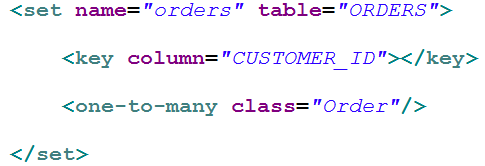 <set name="orders" table="ORDERS">
<key column="CUSTOMER_ID"></key>
<one-to-many class="Order"/>
</set>